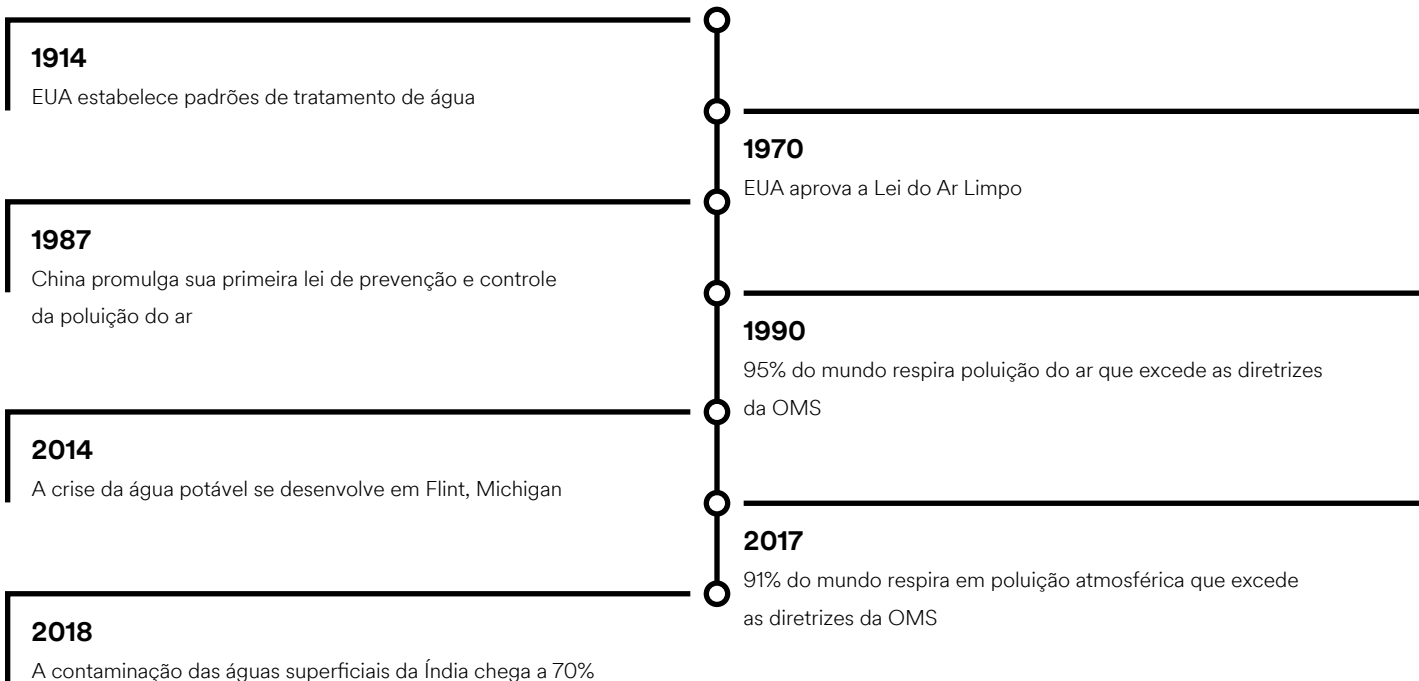 1914
EUA estabelece padrões de tratamento de água
1970
EUA aprova a Lei do Ar Limpo
1987
China promulga sua primeira lei de prevenção e controle
da poluição do ar
1990
95% do mundo respira poluição do ar que excede as diretrizes
da OMS
2014
A crise da água potável se desenvolve em Flint, Michigan
2017
91% do mundo respira em poluição atmosférica que excede
as diretrizes da OMS
2018
A contaminação das águas superficiais da Índia chega a 70%